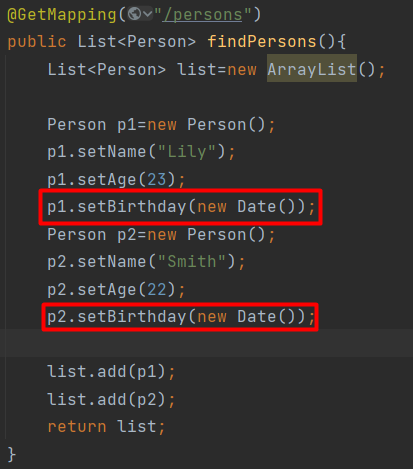 @GetMapping("/persons")
public List<Person> findPersons(){
List<Person> list=new ArrayList();
Person p1=new Person();
p1.setName("Lily");
p1.setAge(23);
p1.setBirthday(new Date());
Person p2=new Person();
p2.setName("Smith");
p2.setAge(22);
p2.setBirthday(new Date());
list.add(p1);
list.add(p2);
return list;
}